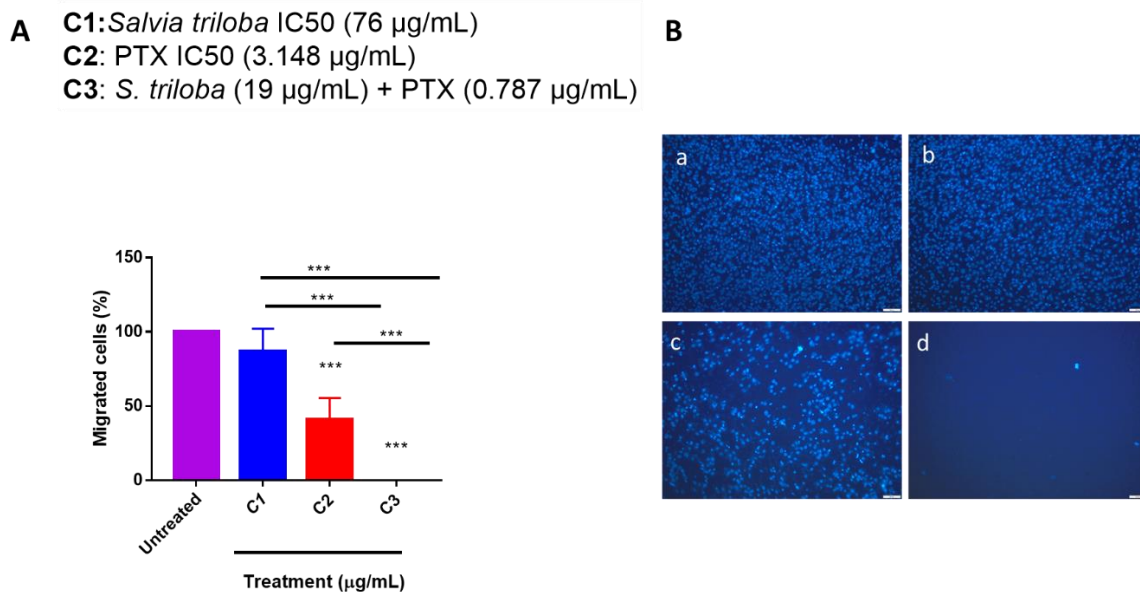 A
C1:Salvia triloba IC50 (76 µg/mL)
C2: PTX IC50 (3.148 µg/mL)
C3: S. triloba (19 µg/mL) + PTX (0.787 µg/mL)
150
100
50
0
Migrated cells (%)
***
***
***
***
***
Untreated
C1
C2
C3
Treatment (µg/mL)
B
a
b
c
d